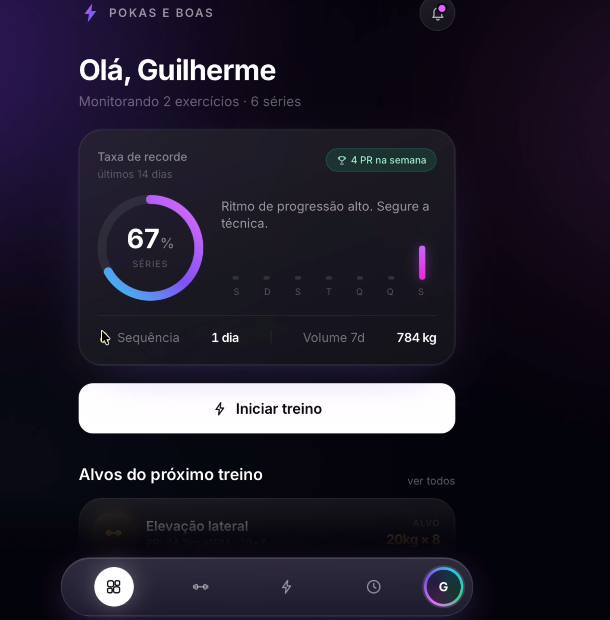 POKAS E BOAS
Olá, Guilherme
Monitorando 2 exercícios · 6 séries
Taxa de recorde
4 PR na semana
últimos 14 dias
Ritmo de progressão alto. Segure a
técnica.
67%
SÉRIES
S D S T Q Q S
Sequência 1 dia Volume 7d 784 kg
Iniciar treino
Alvos do próximo treino
ver todos
Elevação lateral
ALVO
20kg × 8
G